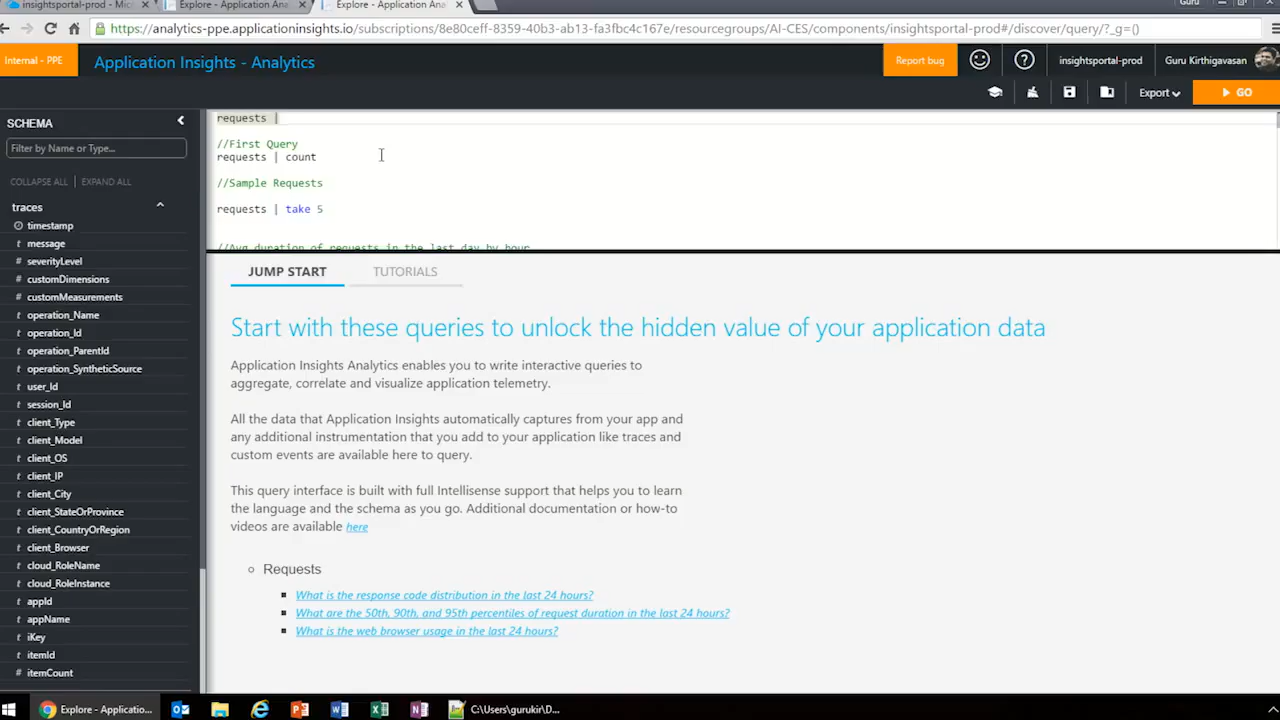 insightsportal-prod - Mic
Explore - Application Ana
Explore - Application Ana
Guru
https://analytics-ppe.applicationinsights.io/subscriptions/8e80ceff-8359-40b3-ab13-fa3fbc4c167e/resourcegroups/AI-CES/components/insightsportal-prod#/discover/query/?_g=()
Internal - PPE
Application Insights - Analytics
Report bug
insightsportal-prod
Guru Kirthigavasan
Export
GO
SCHEMA
Filter by Name or Type...
COLLAPSE ALL | EXPAND ALL
traces
timestamp
t message
# severityLevel
# customDimensions
# customMeasurements
t operation_Name
t operation_Id
t operation_ParentId
t operation_SyntheticSource
t user_Id
t session_Id
t client_Type
t client_Model
t client_OS
t client_IP
t client_City
t client_StateOrProvince
t client_CountryOrRegion
t client_Browser
t cloud_RoleName
t cloud_RoleInstance
t appId
t appName
t iKey
t itemId
# itemCount
requests |
//First Query
requests | count
//Sample Requests
requests | take 5
//Avg duration of requests in the last day by hour
JUMP START
TUTORIALS
Start with these queries to unlock the hidden value of your application data
Application Insights Analytics enables you to write interactive queries to
aggregate, correlate and visualize application telemetry.
All the data that Application Insights automatically captures from your app and
any additional instrumentation that you add to your application like traces and
custom events are available here to query.
This query interface is built with full Intellisense support that helps you to learn
the language and the schema as you go. Additional documentation or how-to
videos are available here
Requests
What is the response code distribution in the last 24 hours?
What are the 50th, 90th, and 95th percentiles of request duration in the last 24 hours?
What is the web browser usage in the last 24 hours?
Explore - Applicatio...
C:\Users\gurukir\D...